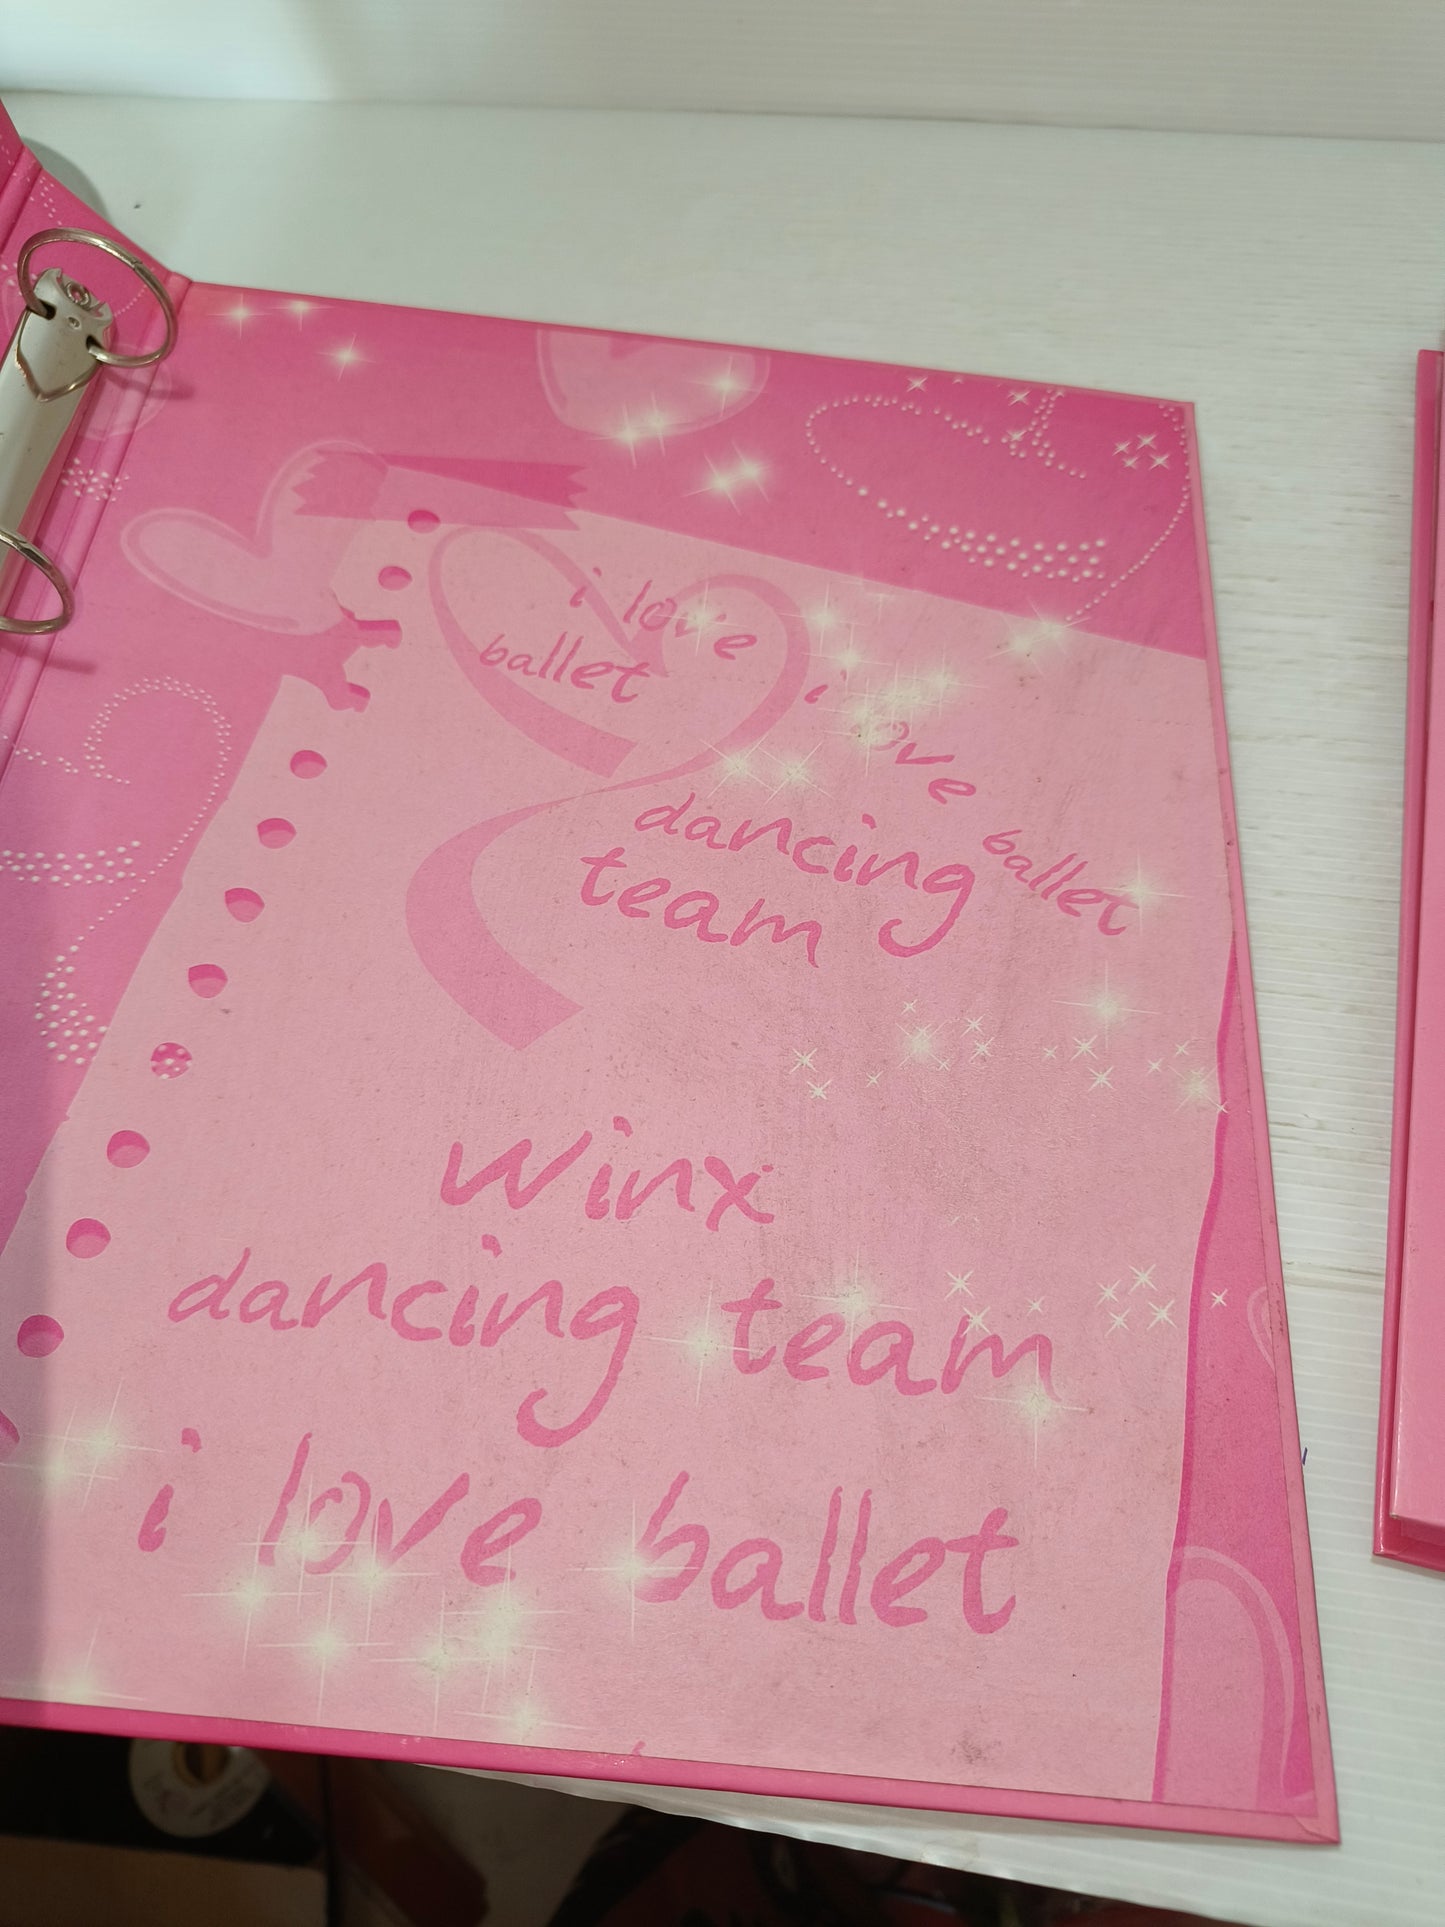 i love
ballet
i love ballet
dancing
team
winx
dancing team
i love ballet